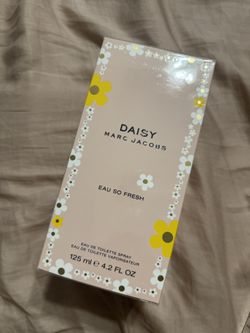 DAISY
MARC JACOBS
EAU SO FRESH
EAU DE TOILETTE SPRAY
EAU DE TOILETTE VAPORISATEUR
125 ml ℮ 4.2 FL OZ